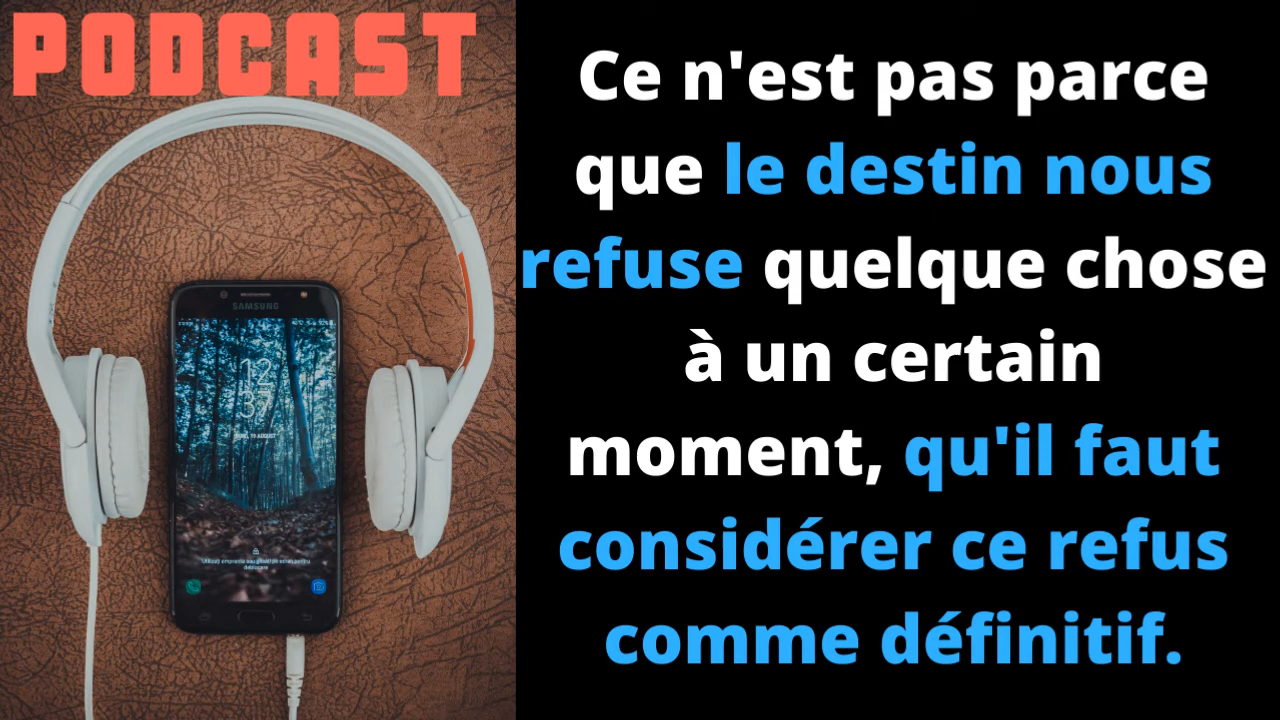 PODCAST
Ce n'est pas parce
que le destin nous
refuse quelque chose
à un certain
moment, qu'il faut
considérer ce refus
comme définitif.
SAMSUNG
12
37